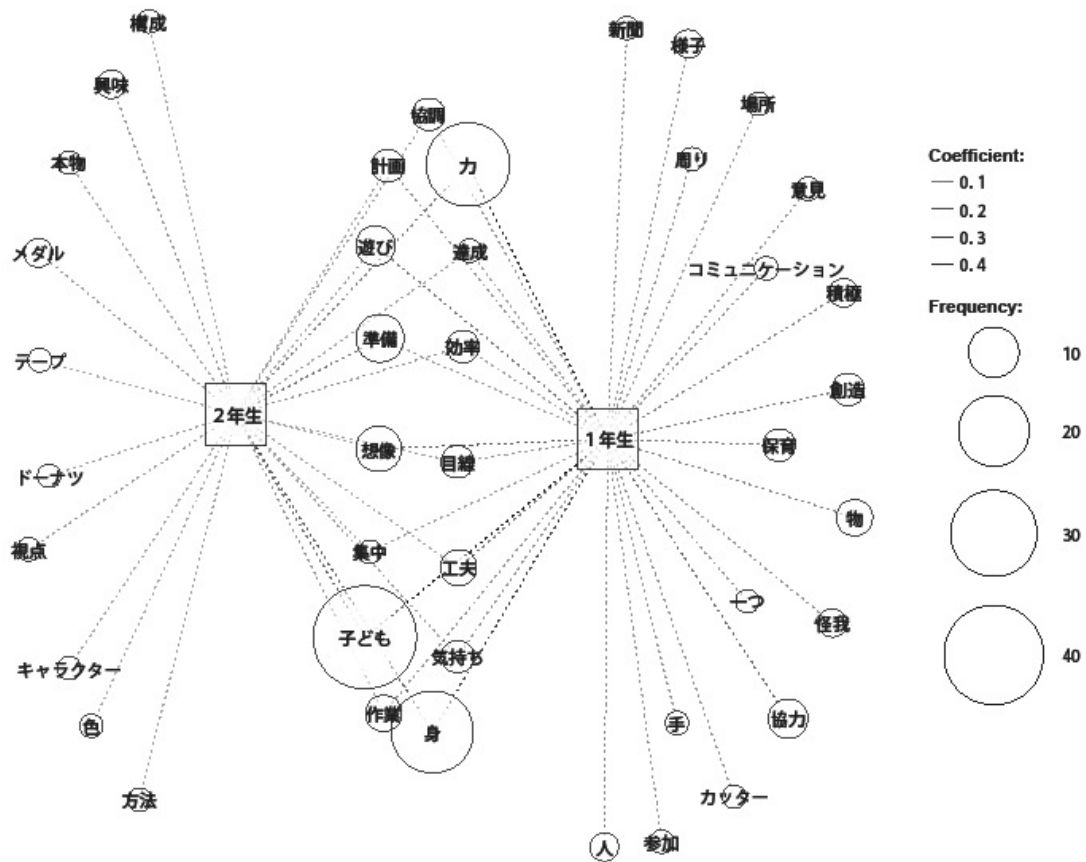 構成
興味
本物
メダル
テープ
ドーナツ
視点
キャラクター
色
方法
2年生
協調
力
計画
遊び
達成
準備
効率
想像
目線
集中
工夫
子ども
気持ち
作業
身
1年生
新聞
様子
場所
周り
意見
コミュニケーション
積極
創造
保育
物
一つ
怪我
協力
手
カッター
人
参加
Coefficient:
0.1
0.2
0.3
0.4
Frequency:
10
20
30
40